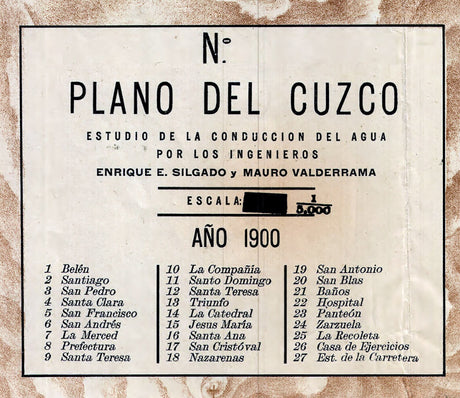 N.º
PLANO DEL CUZCO
ESTUDIO DE LA CONDUCCION DEL AGUA
POR LOS INGENIEROS
ENRIQUE E. SILGADO y MAURO VALDERRAMA
ESCALA: 1/5,000
AÑO 1900
1 Belén
2 Santiago
3 San Pedro
4 Santa Clara
5 San Francisco
6 San Andrés
7 La Merced
8 Prefectura
9 Santa Teresa
10 La Compañia
11 Santo Domingo
12 Santa Teresa
13 Triunfo
14 La Catedral
15 Jesús María
16 Santa Ana
17 San Cristóval
18 Nazarenas
19 San Antonio
20 San Blas
21 Baños
22 Hospital
23 Panteón
24 Zarzuela
25 La Recoleta
26 Casa de Ejercicios
27 Est. de la Carretera